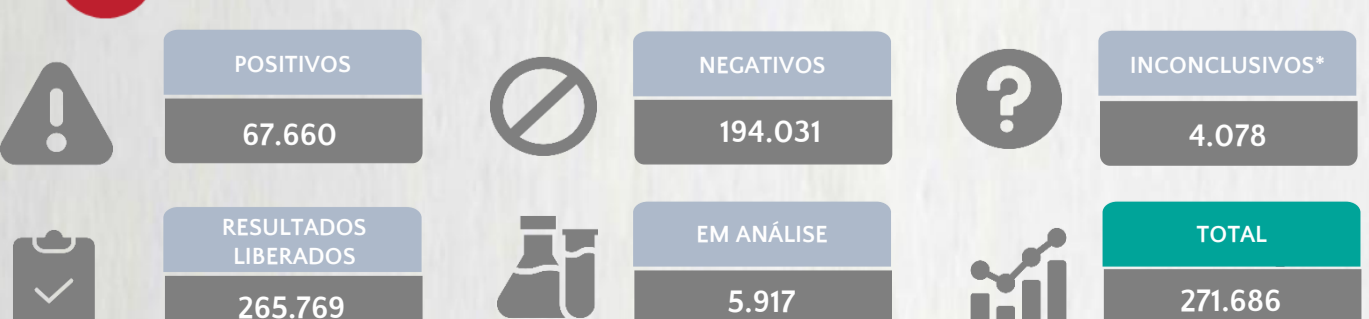 POSITIVOS
67.660
NEGATIVOS
194.031
INCONCLUSIVOS*
4.078
RESULTADOS
LIBERADOS
265.769
EM ANÁLISE
5.917
TOTAL
271.686